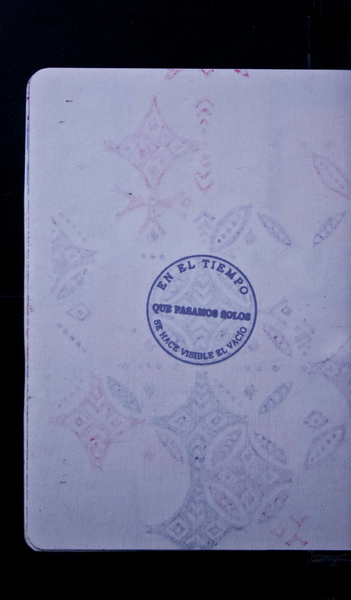 EN EL TIEMPO
QUE PASAMOS SOLOS
SE HACE VISIBLE EL VACÍO